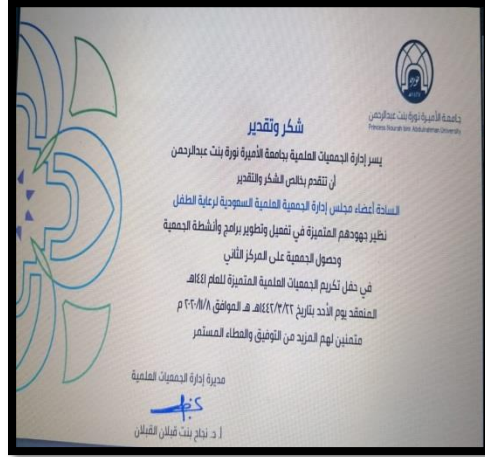 جامعة الأميرة نورة بنت عبدالرحمن
Princess Nourah bint Abdulrahman University
شكر وتقدير
يسر إدارة الجمعيات العلمية بجامعة الأميرة نورة بنت عبدالرحمن
أن تتقدم بخالص الشكر والتقدير
السادة أعضاء مجلس إدارة الجمعية العلمية السعودية لرعاية الطفل
نظير جهودهم المتميزة في تفعيل وتطوير برامج وأنشطة الجمعية
وحصول الجمعية على المركز الثاني
في حفل تكريم الجمعيات العلمية المتميزة للعام ١٤٤١هـ
المنعقد يوم الأحد بتاريخ ١٤٤٢/٣/٢٢هـ هـ الموافق ٢٠٢٠/١١/٨ م
متمنين لهم المزيد من التوفيق والعطاء المستمر
مديرة إدارة الجمعيات العلمية
أ. د. نجاح بنت قبلان القبلان